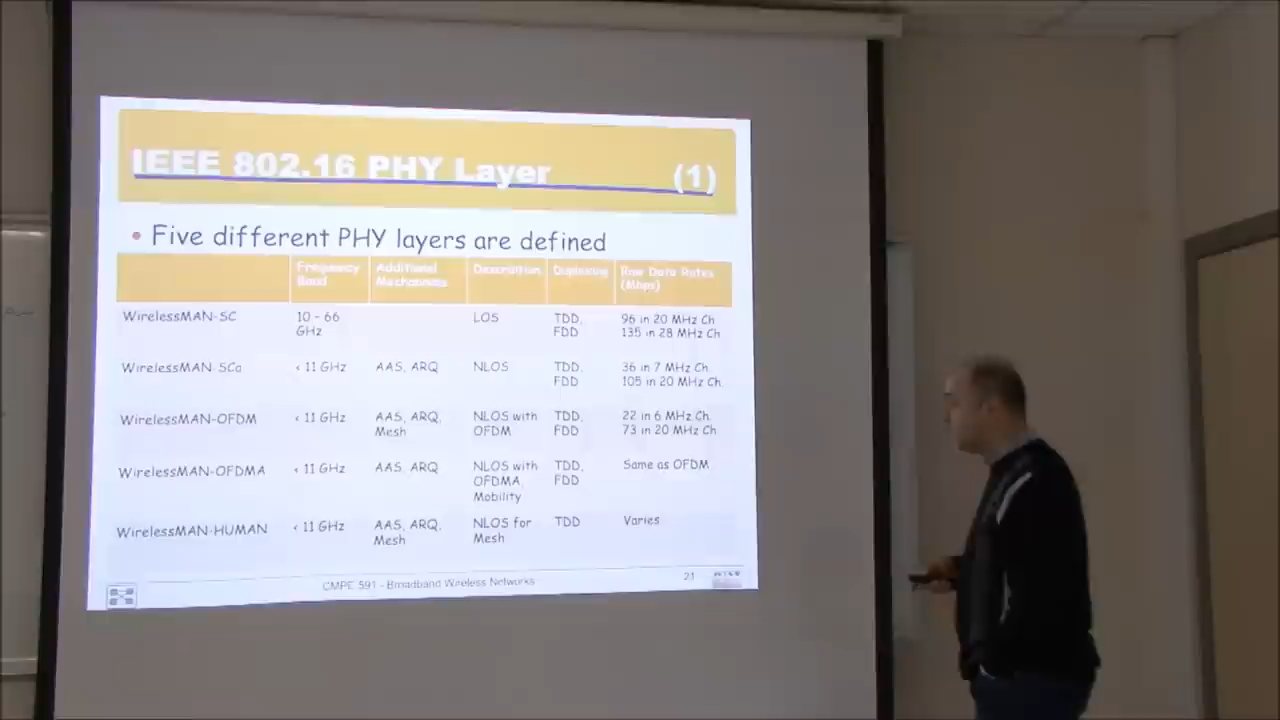 IEEE 802.16 PHY Layer (1)
• Five different PHY layers are defined
Frequency Band Additional Mechanisms Description Duplexing Raw Data Rates (Mbps)
WirelessMAN-SC 10 - 66 GHz LOS TDD, FDD 96 in 20 MHz Ch 135 in 28 MHz Ch
WirelessMAN-SCa < 11 GHz AAS, ARQ NLOS TDD, FDD 36 in 7 MHz Ch 105 in 20 MHz Ch
WirelessMAN-OFDM < 11 GHz AAS, ARQ, Mesh NLOS with OFDM TDD, FDD 22 in 6 MHz Ch 73 in 20 MHz Ch
WirelessMAN-OFDMA < 11 GHz AAS, ARQ NLOS with OFDMA, Mobility TDD, FDD Same as OFDM
WirelessMAN-HUMAN < 11 GHz AAS, ARQ, Mesh NLOS for Mesh TDD Varies
CMPE 591 - Broadband Wireless Networks 21